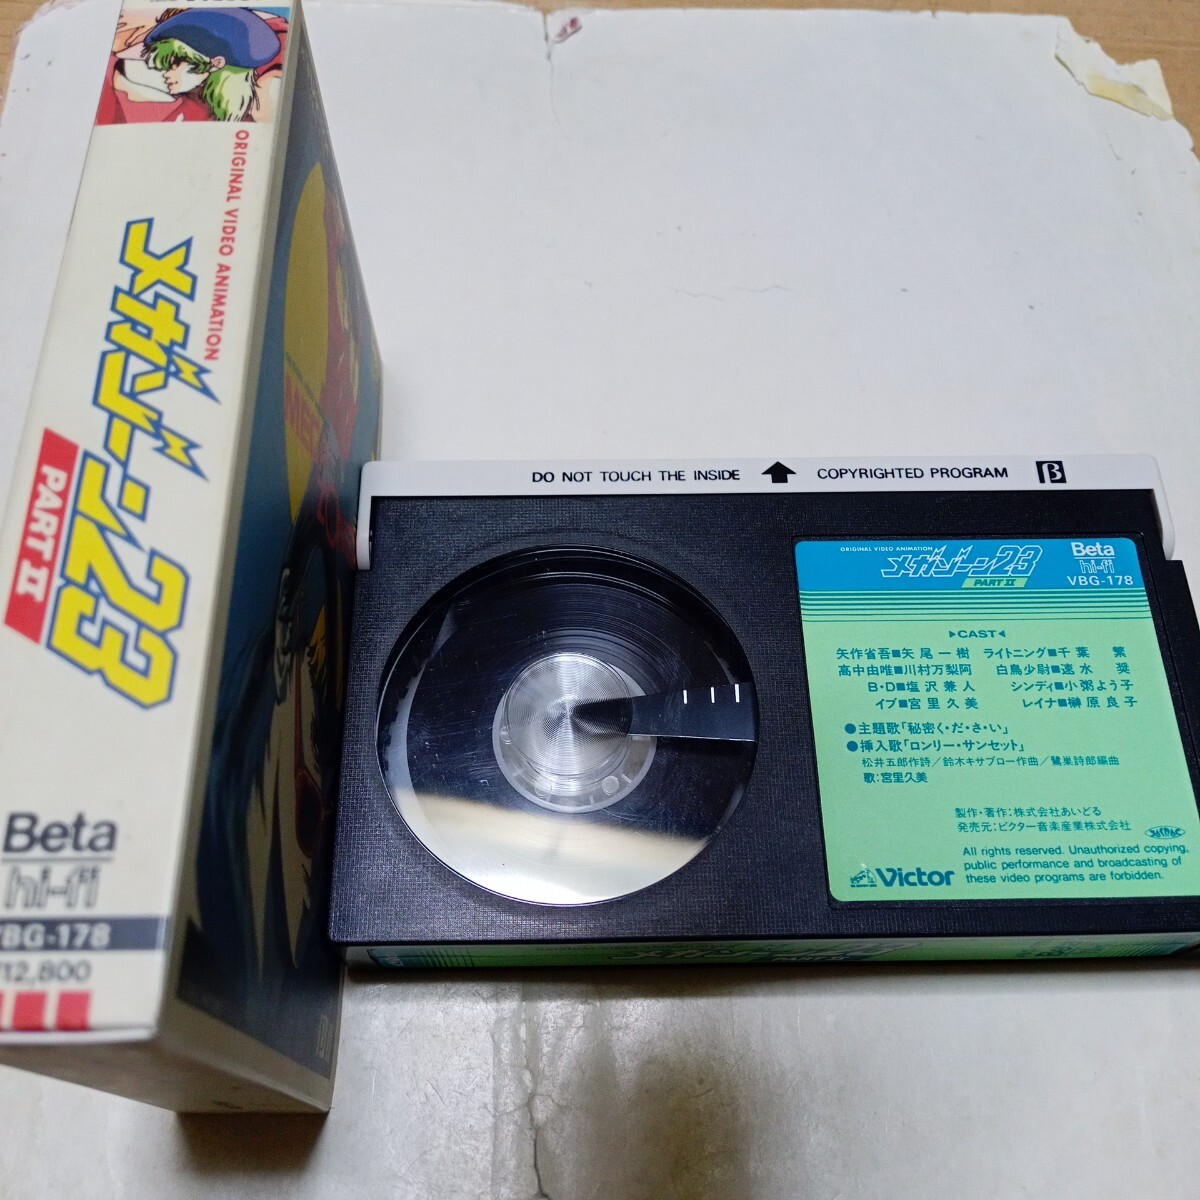 ORIGINAL VIDEO ANIMATION
メガゾーン23
PART II
Beta
hi-fi
VBG-178
¥12,800
DO NOT TOUCH THE INSIDE
COPYRIGHTED PROGRAM
β
ORIGINAL VIDEO ANIMATION
メガゾーン23
PART II
Beta
hi-fi
VBG-178
▶CAST◀
矢作省吾■矢尾一樹 ライトニング■千葉 繁
高中由唯■川村万梨阿 白鳥少尉■速水 奨
B・D■塩沢兼人 シンディ■小粥よう子
イブ■宮里久美 レイナ■榊原良子
●主題歌「秘密く・だ・さ・い」
●挿入歌「ロンリー・サンセット」
松井五郎作詩／鈴木キサブロー作曲／鷺巣詩郎編曲
歌:宮里久美
製作・著作:株式会社あいどる
発売元:ビクター音楽産業株式会社
All rights reserved. Unauthorized copying,
public performance and broadcasting of
these video programs are forbidden.
Victor
メガゾーン23
PART II